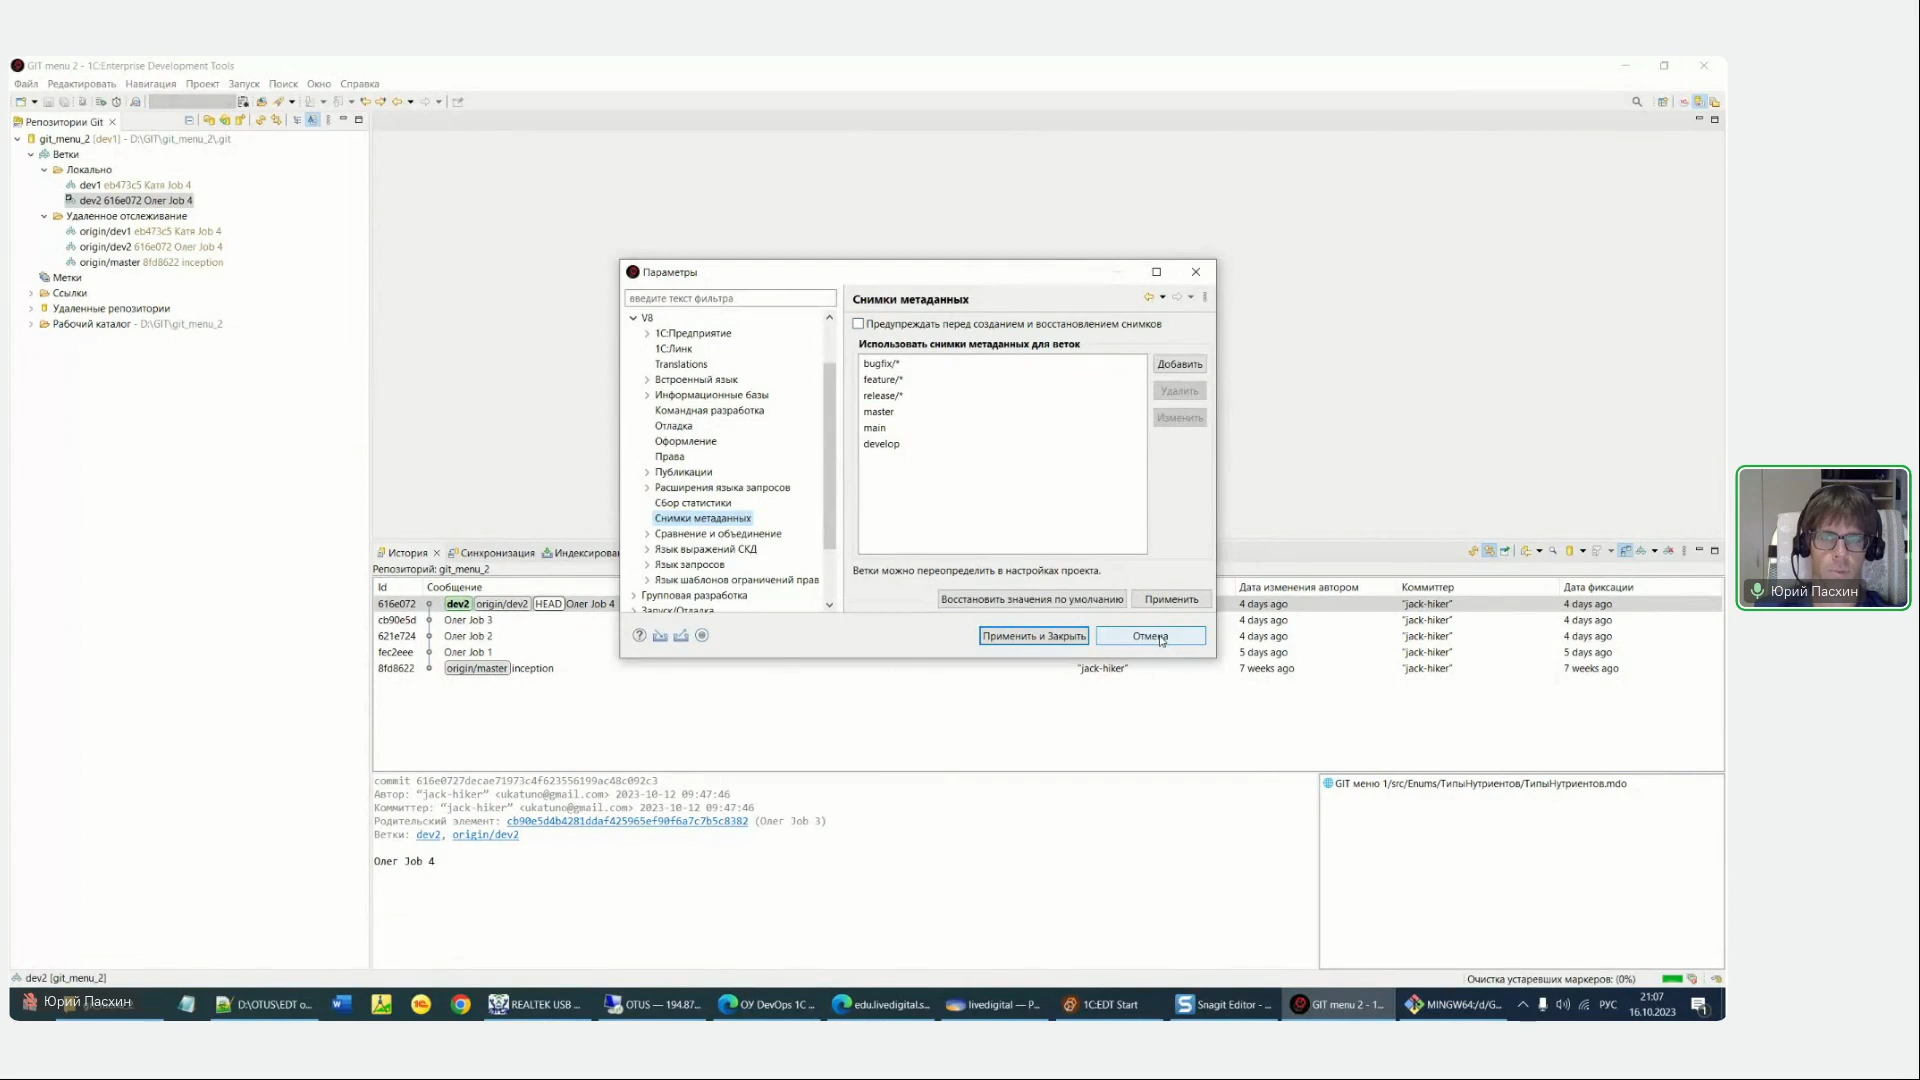 GIT menu 2 - 1C:Enterprise Development Tools
Файл Редактировать Навигация Проект Запуск Поиск Окно Справка
Репозитории Git
git_menu_2 [dev1] - D:\GIT\git_menu_2\.git
Ветки
Локально
dev1 eb473c5 Катя Job 4
dev2 616e072 Олег Job 4
Удаленное отслеживание
origin/dev1 eb473c5 Катя Job 4
origin/dev2 616e072 Олег Job 4
origin/master 8fd8622 inception
Метки
Ссылки
Удаленные репозитории
Рабочий каталог - D:\GIT\git_menu_2
Параметры
введите текст фильтра
V8
1С:Предприятие
1С:Линк
Translations
Встроенный язык
Информационные базы
Командная разработка
Отладка
Оформление
Права
Публикации
Расширения языка запросов
Сбор статистики
Снимки метаданных
Сравнение и объединение
Язык выражений СКД
Язык запросов
Язык шаблонов ограничений прав
Групповая разработка
Запуск/Отладка
Снимки метаданных
Предупреждать перед созданием и восстановлением снимков
Использовать снимки метаданных для веток
bugfix/*
feature/*
release/*
master
main
develop
Добавить
Удалить
Изменить
Ветки можно переопределить в настройках проекта.
Восстановить значения по умолчанию Применить
Применить и Закрыть Отмена
История Синхронизация Индексирован
Репозиторий: git_menu_2
Id Сообщение Дата изменения автором Коммиттер Дата фиксации
616e072 dev2 origin/dev2 HEAD Олег Job 4 4 days ago "jack-hiker" 4 days ago
cb90e5d Олег Job 3 4 days ago "jack-hiker" 4 days ago
621e724 Олег Job 2 4 days ago "jack-hiker" 4 days ago
fec2eee Олег Job 1 5 days ago "jack-hiker" 5 days ago
8fd8622 origin/master inception "jack-hiker" 7 weeks ago "jack-hiker" 7 weeks ago
commit 616e0727decae71973c4f623556199ac48c092c3
Автор: “jack-hiker” <ukatuno@gmail.com> 2023-10-12 09:47:46
Коммиттер: “jack-hiker” <ukatuno@gmail.com> 2023-10-12 09:47:46
Родительский элемент: cb90e5d4b4281ddaf425965ef90f6a7c7b5c8382 (Олег Job 3)
Ветки: dev2, origin/dev2
Олег Job 4
GIT меню 1/src/Enums/ТипыНутриентов/ТипыНутриентов.mdo
dev2 [git_menu_2]
Очистка устаревших маркеров: (0%)
Юрий Пасхин
Юрий Пасхин
D:\OTUS\EDT о... REALTEK USB ... OTUS — 194.87... ОУ DevOps 1С ... edu.livedigital.s... livedigital — Р... 1C:EDT Start Snagit Editor - ... GIT menu 2 - 1... MINGW64:/d/G... РУС
21:07
16.10.2023
1